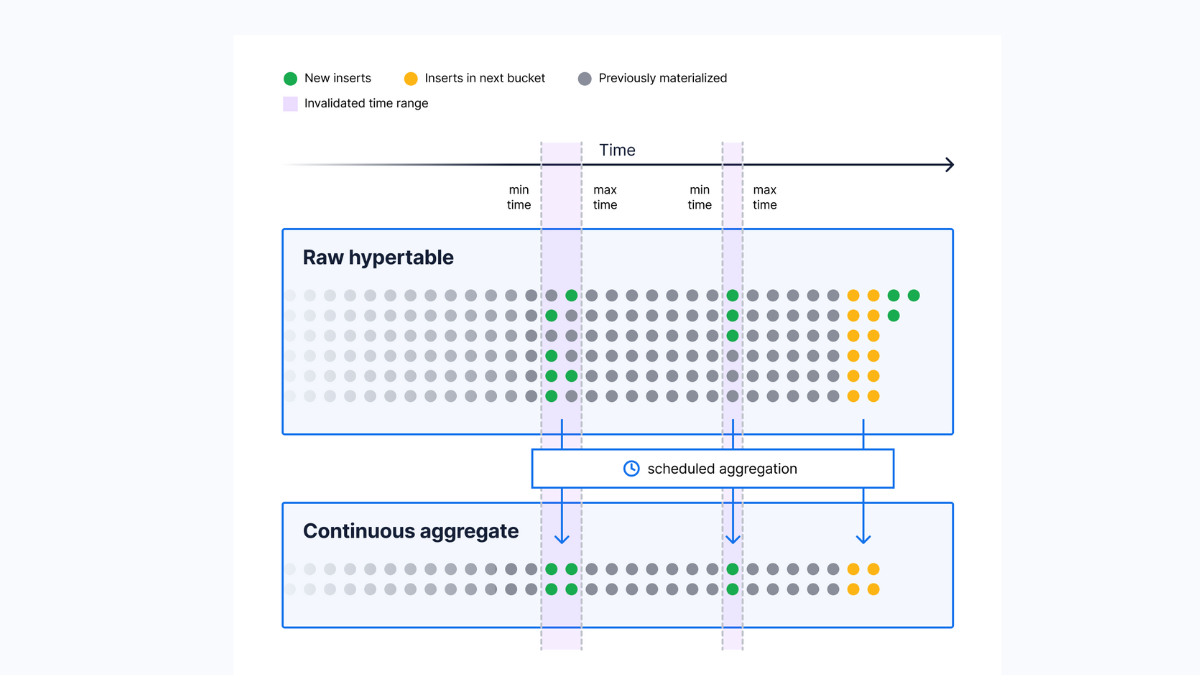 New inserts
Inserts in next bucket
Previously materialized
Invalidated time range
Time
min
time
max
time
min
time
max
time
Raw hypertable
scheduled aggregation
Continuous aggregate